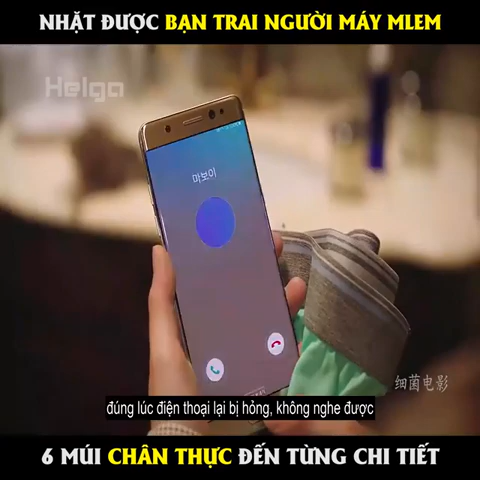 NHẶT ĐƯỢC BẠN TRAI NGƯỜI MÁY MLEM
Helga
마보이
细菌电影
đúng lúc điện thoại lại bị hỏng, không nghe được
6 MÚI CHÂN THỰC ĐẾN TỪNG CHI TIẾT